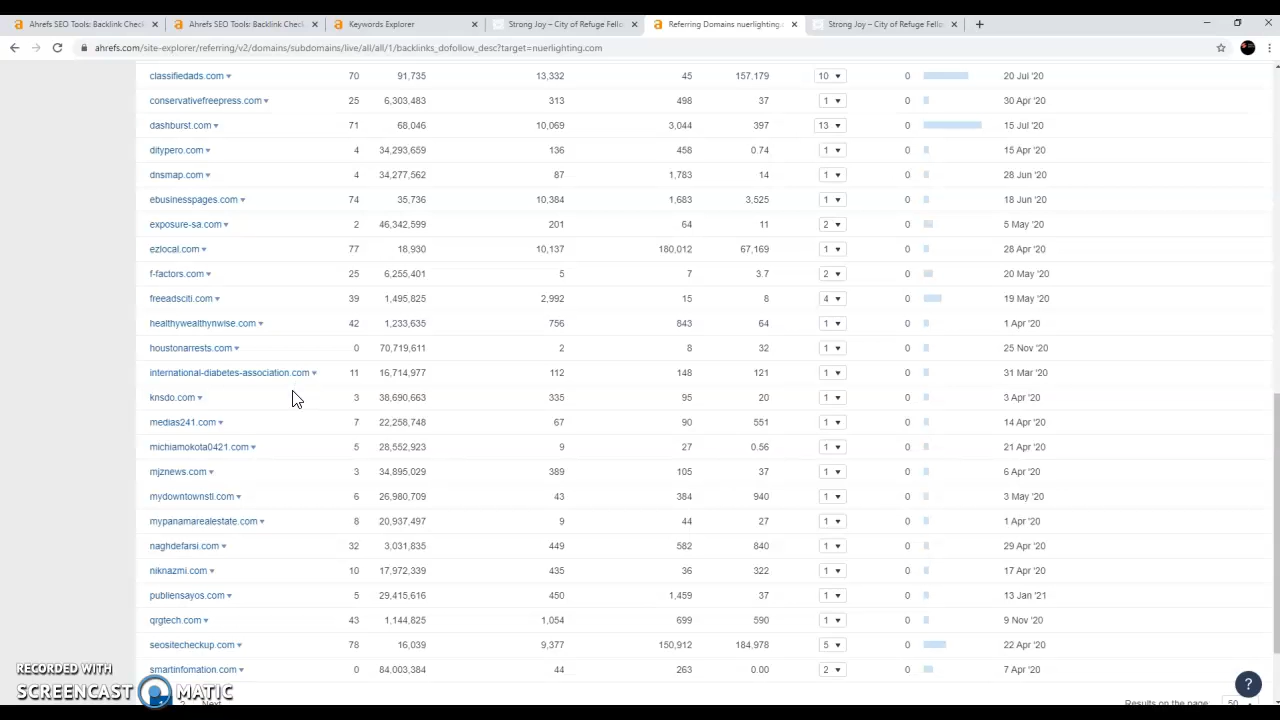 Ahrefs SEO Tools: Backlink Check × Ahrefs SEO Tools: Backlink Check × Keywords Explorer × Strong Joy – City of Refuge Fello × Referring Domains nuerlighting. × Strong Joy – City of Refuge Fello × +
ahrefs.com/site-explorer/referring/v2/domains/subdomains/live/all/all/1/backlinks_dofollow_desc?target=nuerlighting.com
classifiedads.com 70 91,735 13,332 45 157,179 10 0 20 Jul '20
conservativefreepress.com 25 6,303,483 313 498 37 1 0 30 Apr '20
dashburst.com 71 68,046 10,069 3,044 397 13 0 15 Jul '20
ditypero.com 4 34,293,659 136 458 0.74 1 0 15 Apr '20
dnsmap.com 4 34,277,562 87 1,783 14 1 0 28 Jun '20
ebusinesspages.com 74 35,736 10,384 1,683 3,525 1 0 18 Jun '20
exposure-sa.com 2 46,342,599 201 64 11 2 0 5 May '20
ezlocal.com 77 18,930 10,137 180,012 67,169 1 0 28 Apr '20
f-factors.com 25 6,255,401 5 7 3.7 2 0 20 May '20
freeadsciti.com 39 1,495,825 2,992 15 8 4 0 19 May '20
healthywealthynwise.com 42 1,233,635 756 843 64 1 0 1 Apr '20
houstonarrests.com 0 70,719,611 2 8 32 1 0 25 Nov '20
international-diabetes-association.com 11 16,714,977 112 148 121 1 0 31 Mar '20
knsdo.com 3 38,690,663 335 95 20 1 0 3 Apr '20
medias241.com 7 22,258,748 67 90 551 1 0 14 Apr '20
michiamokota0421.com 5 28,552,923 9 27 0.56 1 0 21 Apr '20
mjznews.com 3 34,895,029 389 105 37 1 0 6 Apr '20
mydowntownstl.com 6 26,980,709 43 384 940 1 0 3 May '20
mypanamarealestate.com 8 20,937,497 9 44 27 1 0 1 Apr '20
naghdefarsi.com 32 3,031,835 449 582 840 1 0 29 Apr '20
niknazmi.com 10 17,972,339 435 36 322 1 0 17 Apr '20
publiensayos.com 5 29,415,616 450 1,459 37 1 0 13 Jan '21
qrgtech.com 43 1,144,825 1,054 699 590 1 0 9 Nov '20
seositecheckup.com 78 16,039 9,377 150,912 184,978 5 0 22 Apr '20
smartinfomation.com 0 84,003,384 44 263 0.00 2 0 7 Apr '20
RECORDED WITH
SCREENCAST MATIC
?
Next Results on the page 50